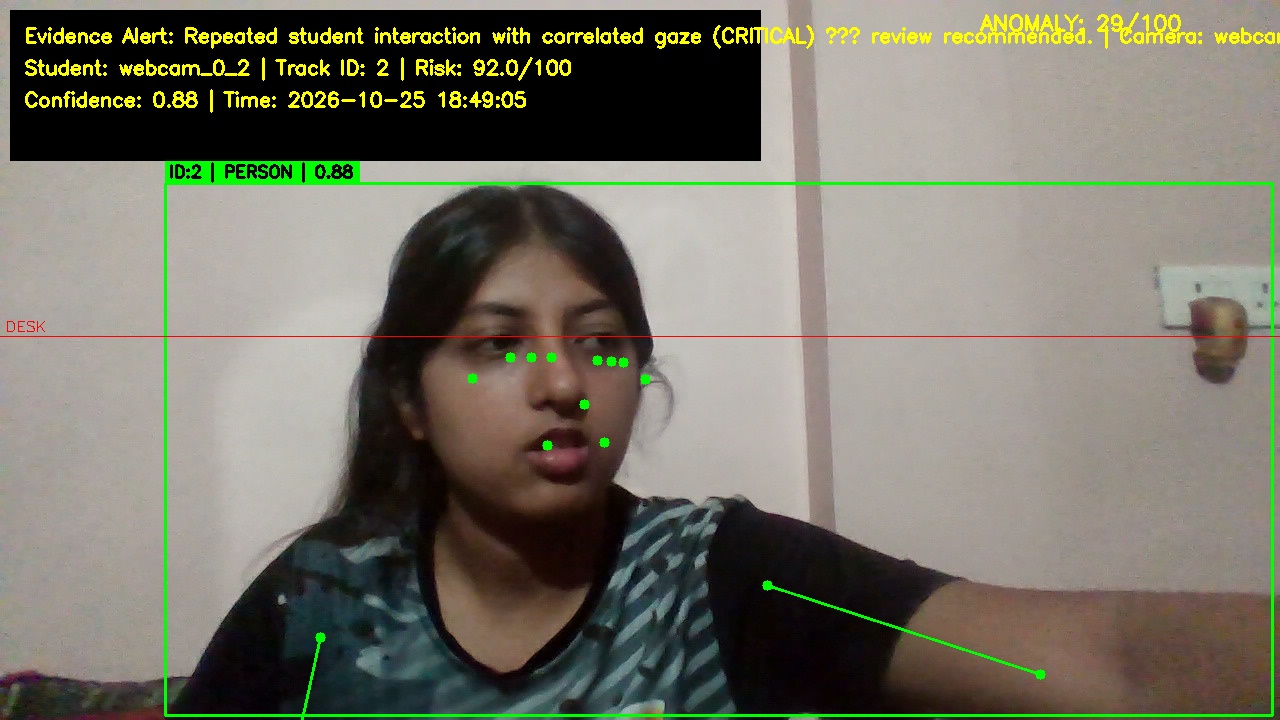 ANOMALY: 29/100
Evidence Alert: Repeated student interaction with correlated gaze (CRITICAL) ??? review recommended. | Camera: webcam
Student: webcam_0_2 | Track ID: 2 | Risk: 92.0/100
Confidence: 0.88 | Time: 2026-10-25 18:49:05
ID:2 | PERSON | 0.88
DESK